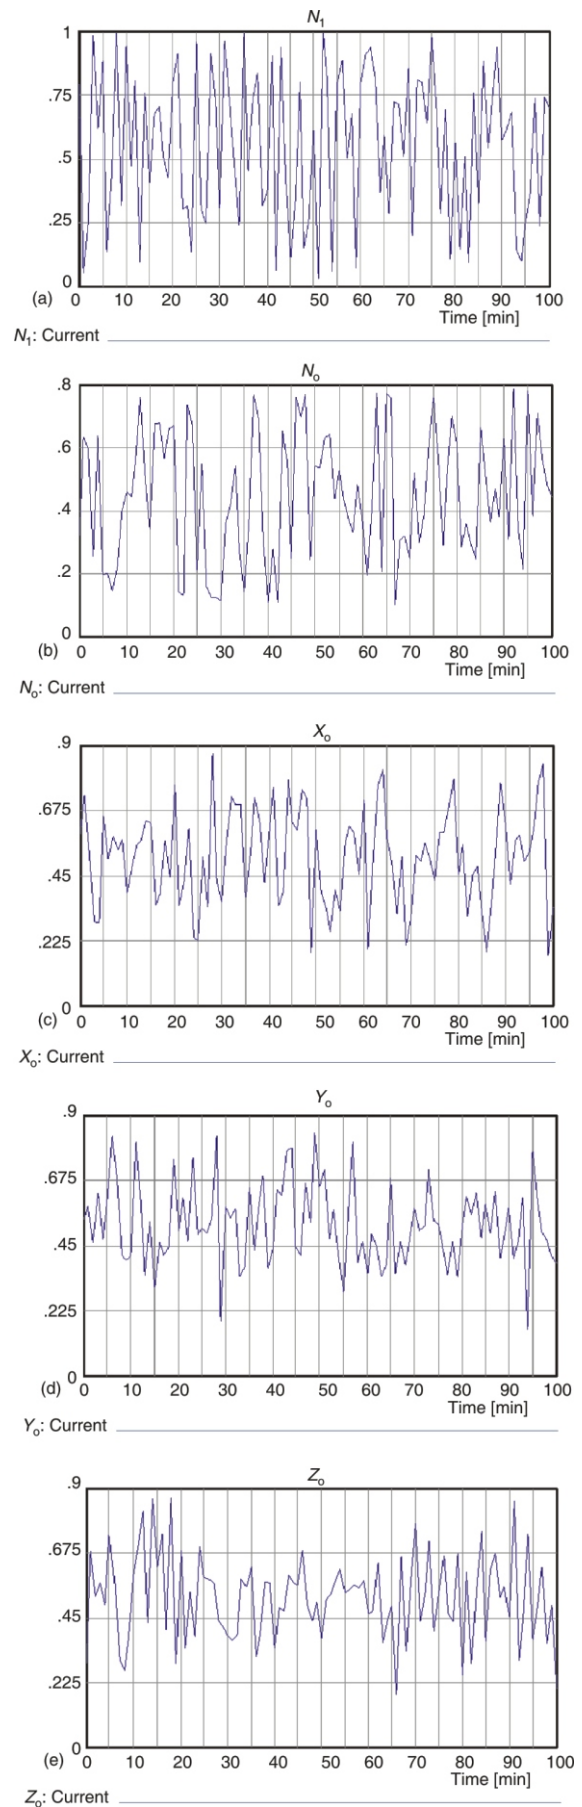 N₁
1
.75
.5
.25
0
0 10 20 30 40 50 60 70 80 90 100
(a)
Time [min]
N₁: Current
Nₒ
.8
.6
.4
.2
0
0 10 20 30 40 50 60 70 80 90 100
(b)
Time [min]
Nₒ: Current
Xₒ
.9
.675
.45
.225
0
0 10 20 30 40 50 60 70 80 90 100
(c)
Time [min]
Xₒ: Current
Yₒ
.9
.675
.45
.225
0
0 10 20 30 40 50 60 70 80 90 100
(d)
Time [min]
Yₒ: Current
Zₒ
.9
.675
.45
.225
0
0 10 20 30 40 50 60 70 80 90 100
(e)
Time [min]
Zₒ: Current